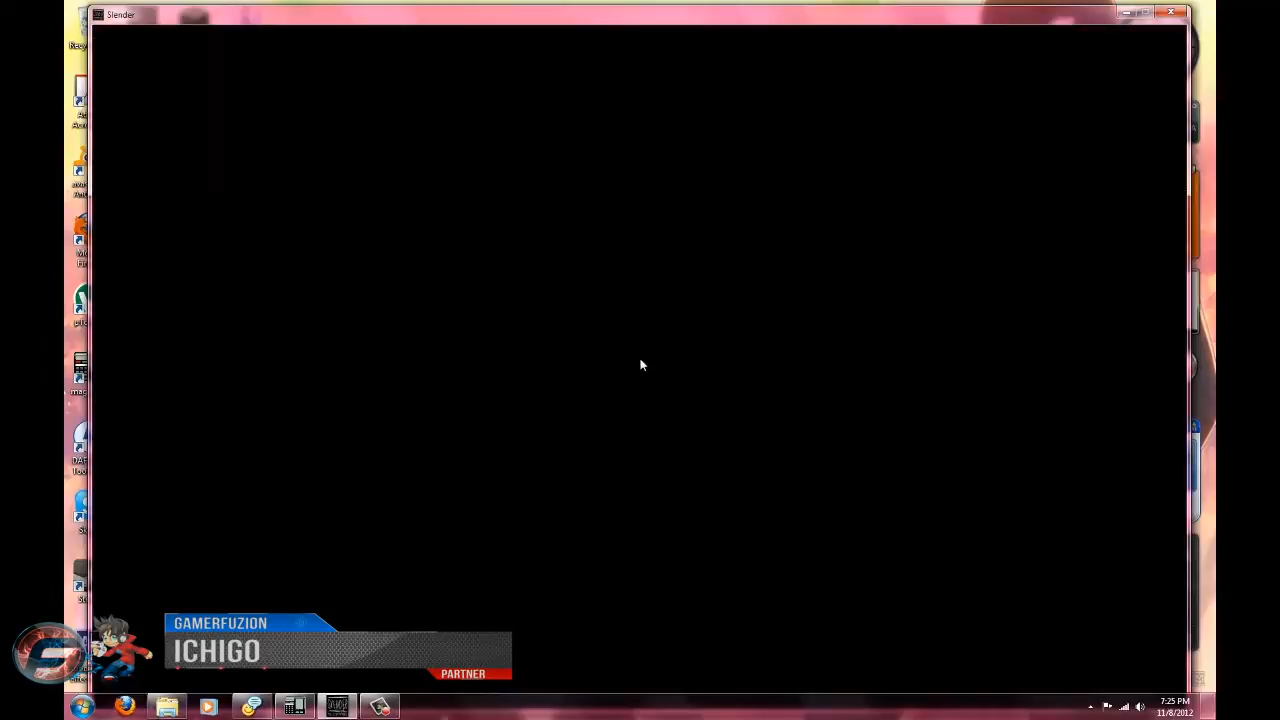 Slender
GAMERFUZION
ICHIGO
PARTNER
7:25 PM
11/8/2012